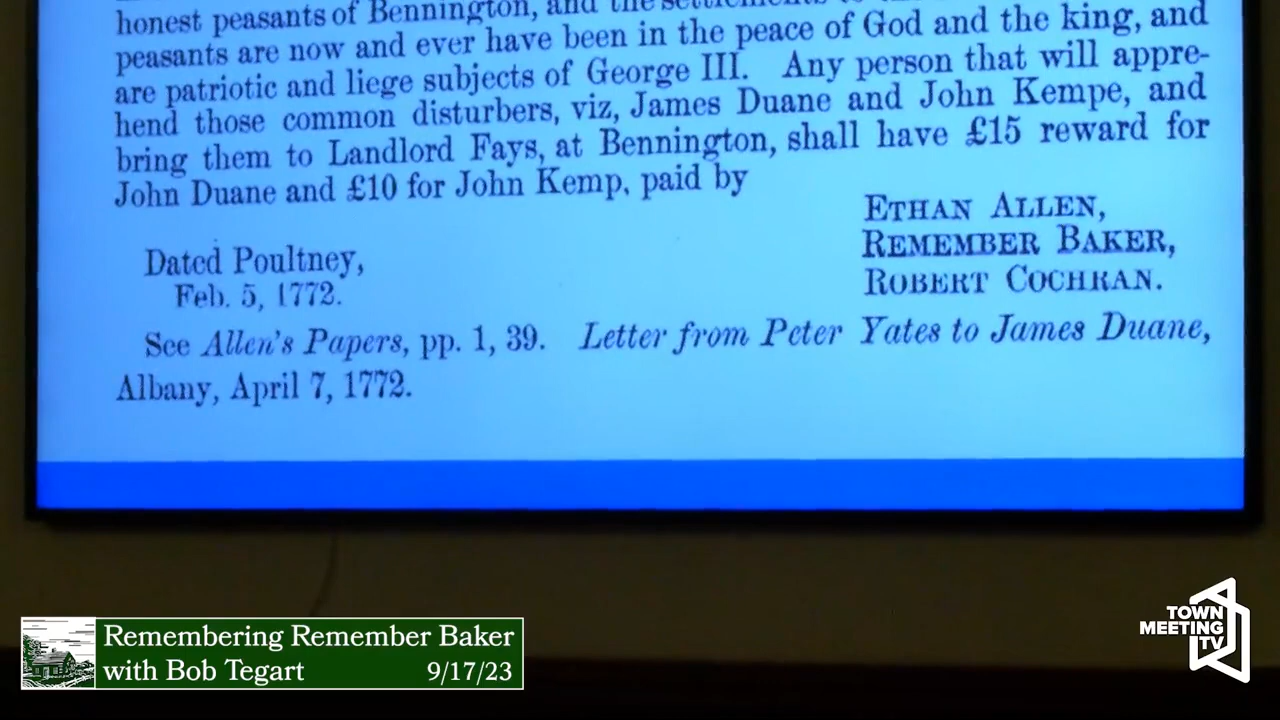 honest peasants of Bennington, and the settlements to the
peasants are now and ever have been in the peace of God and the king, and
are patriotic and liege subjects of George III. Any person that will appre-
hend those common disturbers, viz, James Duane and John Kempe, and
bring them to Landlord Fays, at Bennington, shall have £15 reward for
John Duane and £10 for John Kemp, paid by
ETHAN ALLEN,
REMEMBER BAKER,
ROBERT COCHRAN.
Dated Poultney,
Feb. 5, 1772.
See Allen's Papers, pp. 1, 39. Letter from Peter Yates to James Duane,
Albany, April 7, 1772.
Remembering Remember Baker
with Bob Tegart 9/17/23
TOWN
MEETING
TV